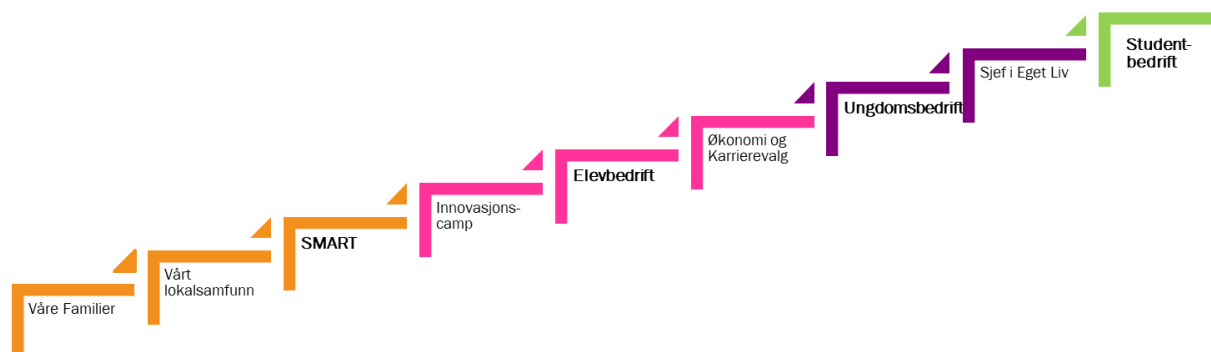 Våre Familier
Vårt
lokalsamfunn
SMART
Innovasjons-
camp
Elevbedrift
Økonomi og
Karrierevalg
Ungdomsbedrift
Sjef i Eget Liv
Student-
bedrift